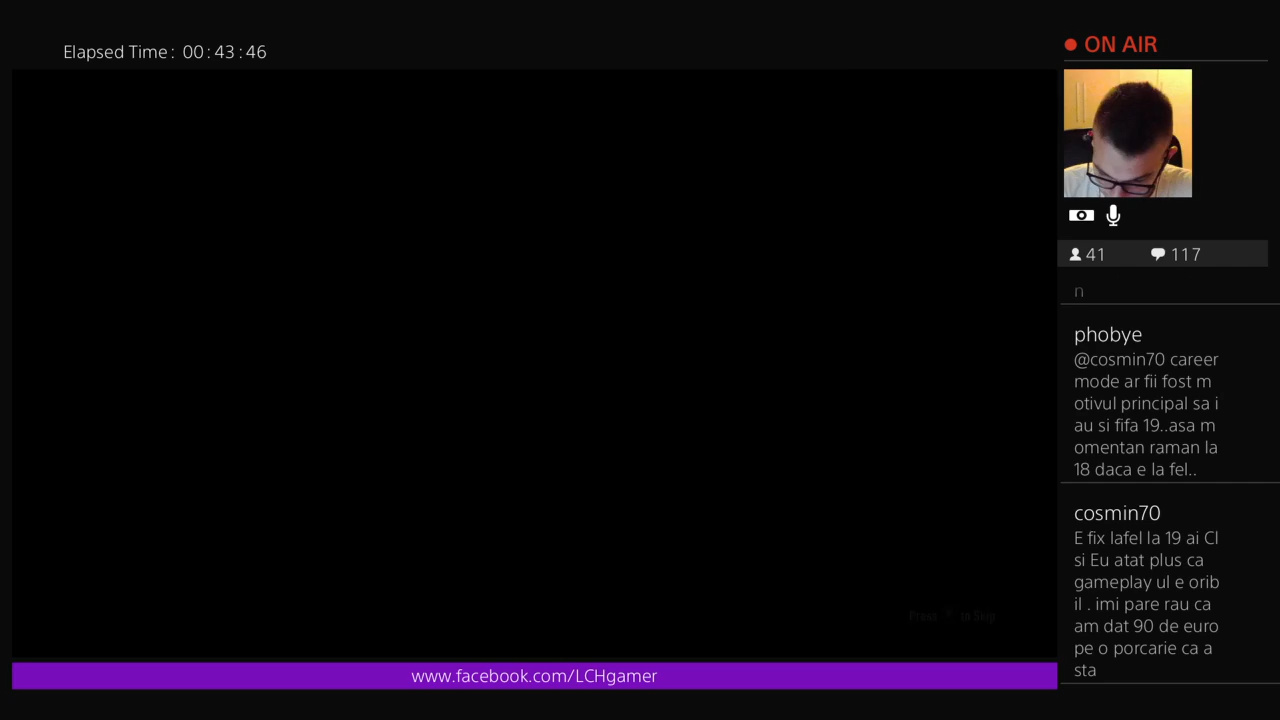 Elapsed Time: 00:43:46
ON AIR
41 117
n
phobye
@cosmin70 career
mode ar fii fost m
otivul principal sa i
au si fifa 19..asa m
omentan raman la
18 daca e la fel..
cosmin70
E fix lafel la 19 ai Cl
si Eu atat plus ca
gameplay ul e orib
il . imi pare rau ca
am dat 90 de euro
pe o porcarie ca a
sta
Press to Skip
www.facebook.com/LCHgamer